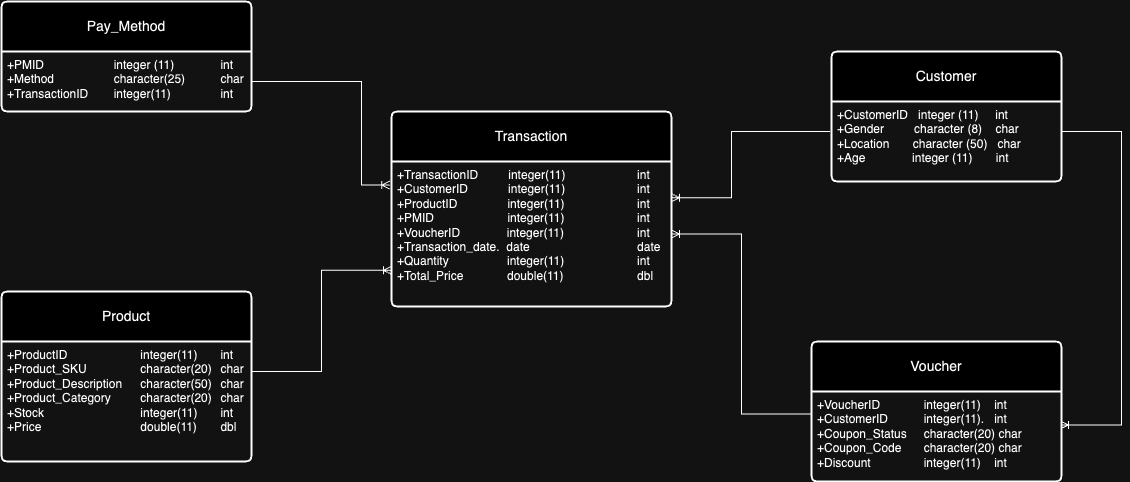 Pay_Method
+PMID integer (11) int
+Method character(25) char
+TransactionID integer(11) int
Customer
+CustomerID integer (11) int
+Gender character (8) char
+Location character (50) char
+Age integer (11) int
Transaction
+TransactionID integer(11) int
+CustomerID integer(11) int
+ProductID integer(11) int
+PMID integer(11) int
+VoucherID integer(11) int
+Transaction_date. date date
+Quantity integer(11) int
+Total_Price double(11) dbl
Product
+ProductID integer(11) int
+Product_SKU character(20) char
+Product_Description character(50) char
+Product_Category character(20) char
+Stock integer(11) int
+Price double(11) dbl
Voucher
+VoucherID integer(11) int
+CustomerID integer(11). int
+Coupon_Status character(20) char
+Coupon_Code character(20) char
+Discount integer(11) int